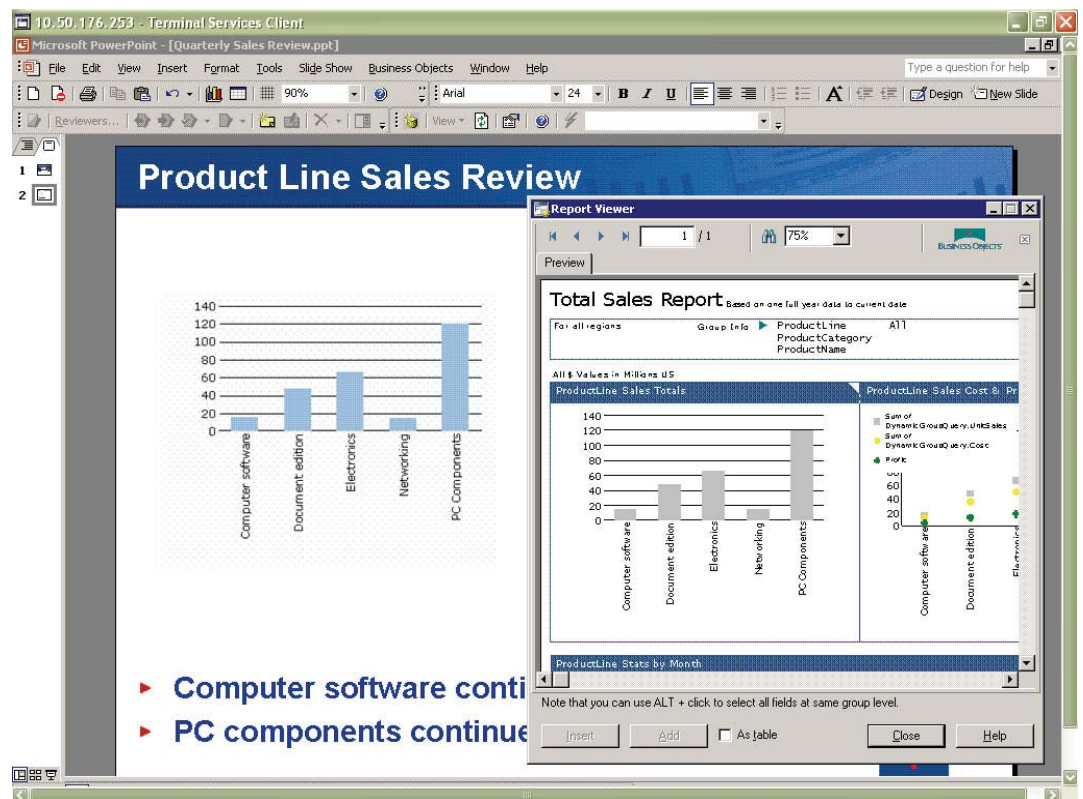 10.50.176.253 - Terminal Services Client
Microsoft PowerPoint - [Quarterly Sales Review.ppt]
File Edit View Insert Format Tools Slide Show Business Objects Window Help
Type a question for help
90%
Arial
24
B I U
Design
New Slide
Reviewers...
View
1
2
Product Line Sales Review
140
120
100
80
60
40
20
0
Computer software
Document edition
Electronics
Networking
PC Components
Computer software conti
PC components continue
Report Viewer
1 / 1
75%
BUSINESS OBJECTS
Preview
Total Sales Report Based on one full year data to current date
For all regions
Group Info
ProductLine All
ProductCategory
ProductName
All $ Values in Millions US
ProductLine Sales Totals
140
120
100
80
60
40
20
0
Computer software
Document edition
Electronics
Networking
PC Components
ProductLine Sales Cost & Pr
Sum of
DynamicGroupQuery.UnitSales
Sum of
DynamicGroupQuery.Cost
Profit
60
40
20
0
Computer software
Document edition
Electronics
ProductLine Stats by Month
Note that you can use ALT + click to select all fields at same group level.
Insert
Add
As table
Close
Help